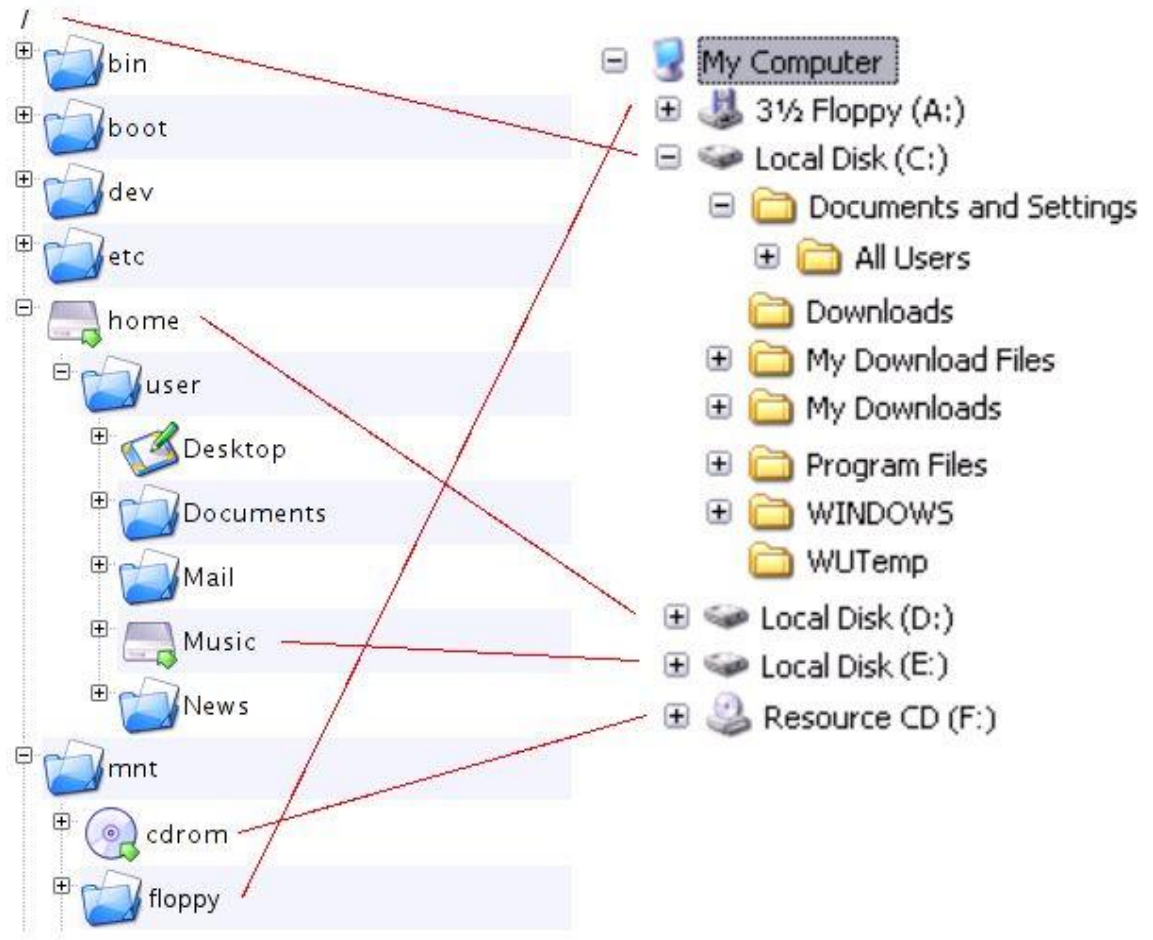 /
bin
boot
dev
etc
home
user
Desktop
Documents
Mail
Music
News
mnt
cdrom
floppy
My Computer
3½ Floppy (A:)
Local Disk (C:)
Documents and Settings
All Users
Downloads
My Download Files
My Downloads
Program Files
WINDOWS
WUTemp
Local Disk (D:)
Local Disk (E:)
Resource CD (F:)